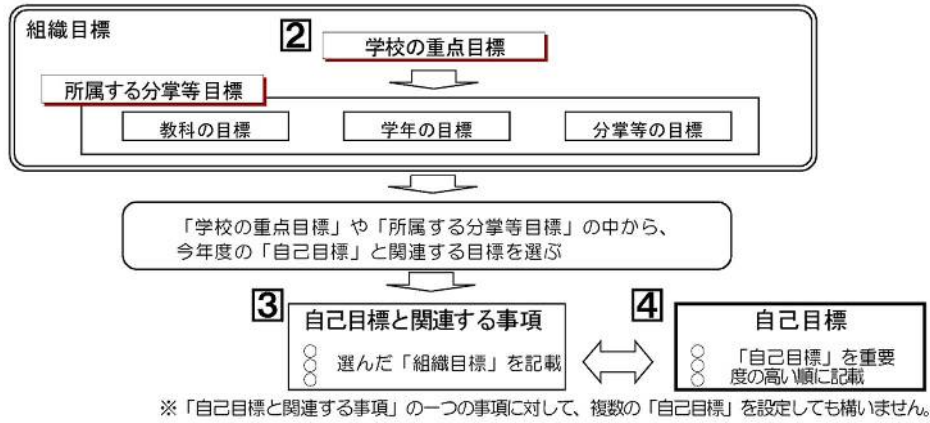 組織目標
2
学校の重点目標
所属する分掌等目標
教科の目標
学年の目標
分掌等の目標
「学校の重点目標」や「所属する分掌等目標」の中から、
今年度の「自己目標」と関連する目標を選ぶ
3
自己目標と関連する事項
○
○ 選んだ「組織目標」を記載
○
4
自己目標
○ 「自己目標」を重要
○ 度の高い順に記載
○
※「自己目標と関連する事項」の一つの事項に対して、複数の「自己目標」を設定しても構いません。